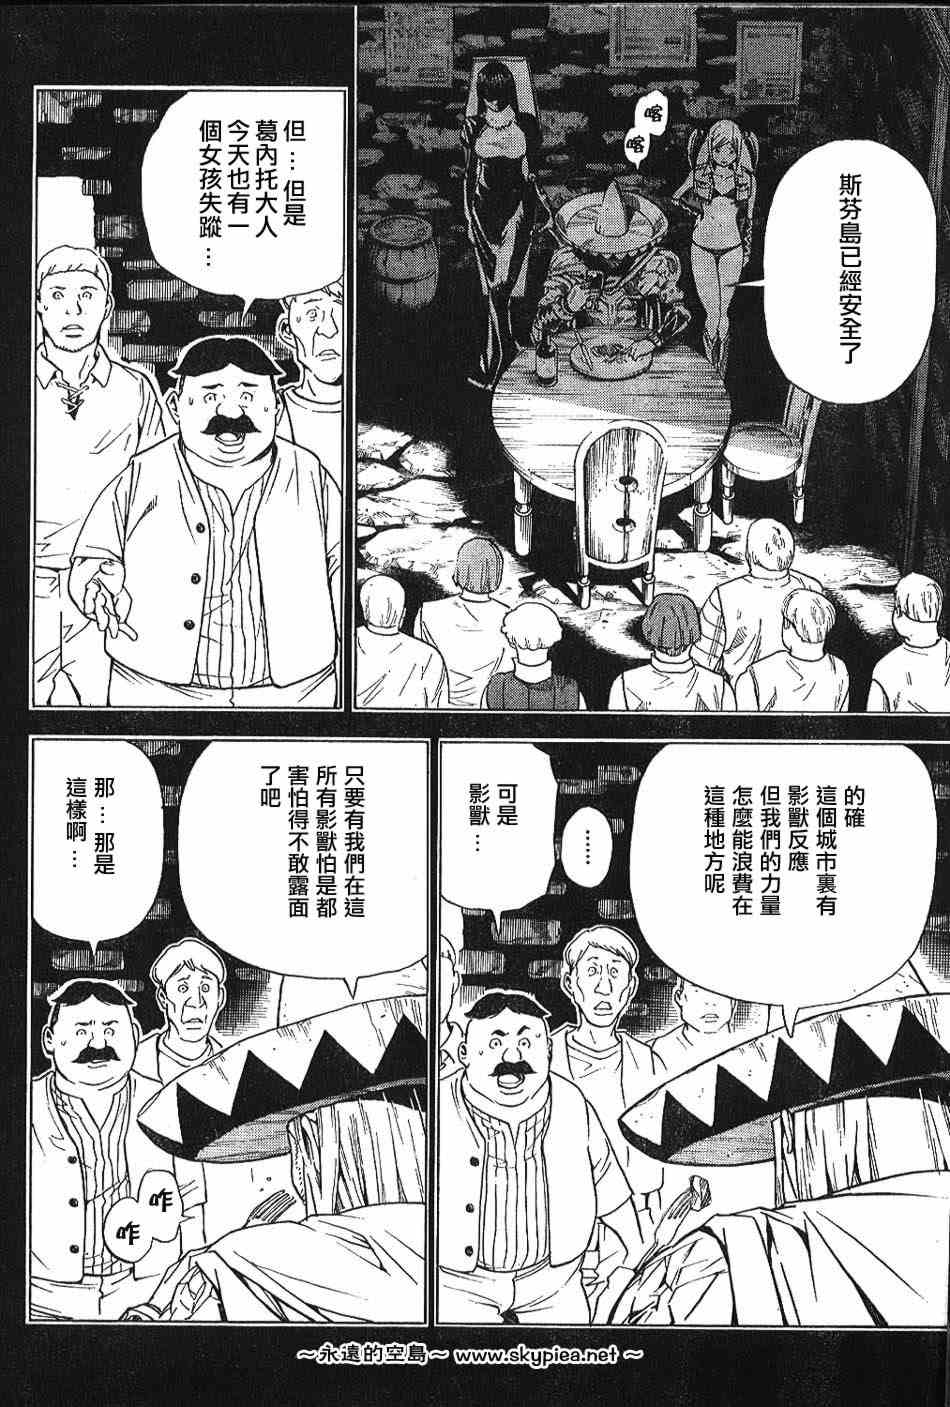 斯芬島已經安全了
喀
喀
但…但是
葛內托大人
今天也有一
個女孩失蹤…
的確
這個城市裏有
影獸反應
但我們的力量
怎麼能浪費在
這種地方呢
……
可是
影獸…
只要有我們在這
所有影獸怕是都
害怕得不敢露面
了吧
那…那是
這樣啊…
咋
咋
～永遠的空島～ www.skypiea.net ～